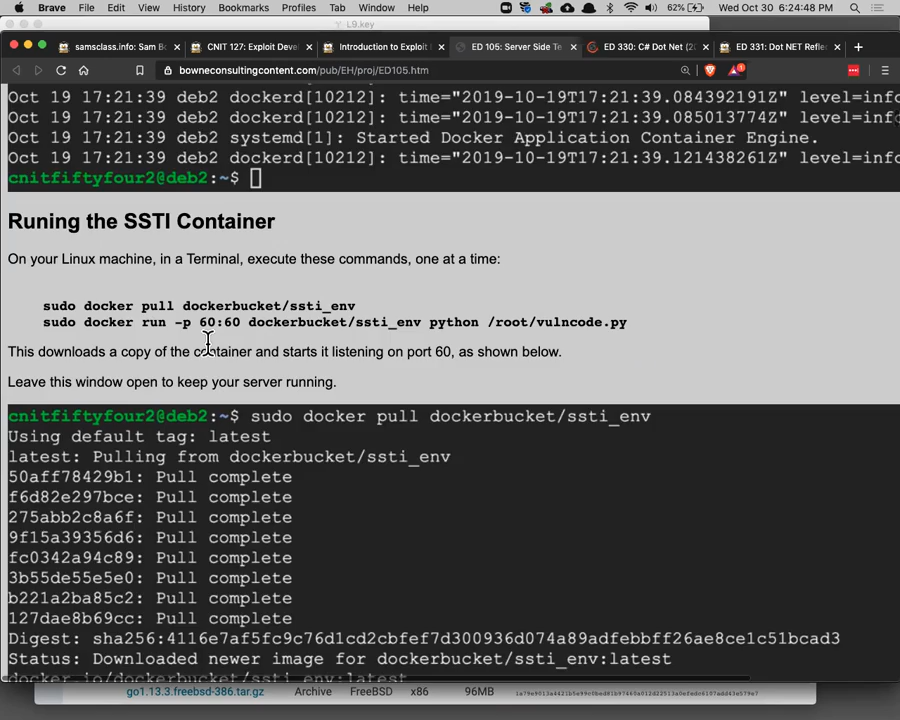 Brave File Edit View History Bookmarks Profiles Tab Window Help 62% Wed Oct 30 6:24:48 PM
L9.key
samsclass.info: Sam Bo CNIT 127: Exploit Deve Introduction to Exploit ED 105: Server Side Te ED 330: C# Dot Net (2 ED 331: Dot NET Refle
bowneconsultingcontent.com/pub/EH/proj/ED105.htm 1
Oct 19 17:21:39 deb2 dockerd[10212]: time="2019-10-19T17:21:39.084392191Z" level=info
Oct 19 17:21:39 deb2 dockerd[10212]: time="2019-10-19T17:21:39.085013774Z" level=info
Oct 19 17:21:39 deb2 systemd[1]: Started Docker Application Container Engine.
Oct 19 17:21:39 deb2 dockerd[10212]: time="2019-10-19T17:21:39.121438261Z" level=info
cnitfiftyfour2@deb2:~$
Runing the SSTI Container
On your Linux machine, in a Terminal, execute these commands, one at a time:
sudo docker pull dockerbucket/ssti_env
sudo docker run -p 60:60 dockerbucket/ssti_env python /root/vulncode.py
This downloads a copy of the container and starts it listening on port 60, as shown below.
Leave this window open to keep your server running.
cnitfiftyfour2@deb2:~$ sudo docker pull dockerbucket/ssti_env
Using default tag: latest
latest: Pulling from dockerbucket/ssti_env
50aff78429b1: Pull complete
f6d82e297bce: Pull complete
275abb2c8a6f: Pull complete
9f15a39356d6: Pull complete
fc0342a94c89: Pull complete
3b55de55e5e0: Pull complete
b221a2ba85c2: Pull complete
127dae8b69cc: Pull complete
Digest: sha256:4116e7af5fc9c76d1cd2cbfef7d300936d074a89adfebbff26ae8ce1c51bcad3
Status: Downloaded newer image for dockerbucket/ssti_env:latest
docker.io/dockerbucket/ssti_env:latest
go1.13.3.freebsd-386.tar.gz Archive FreeBSD x86 96MB